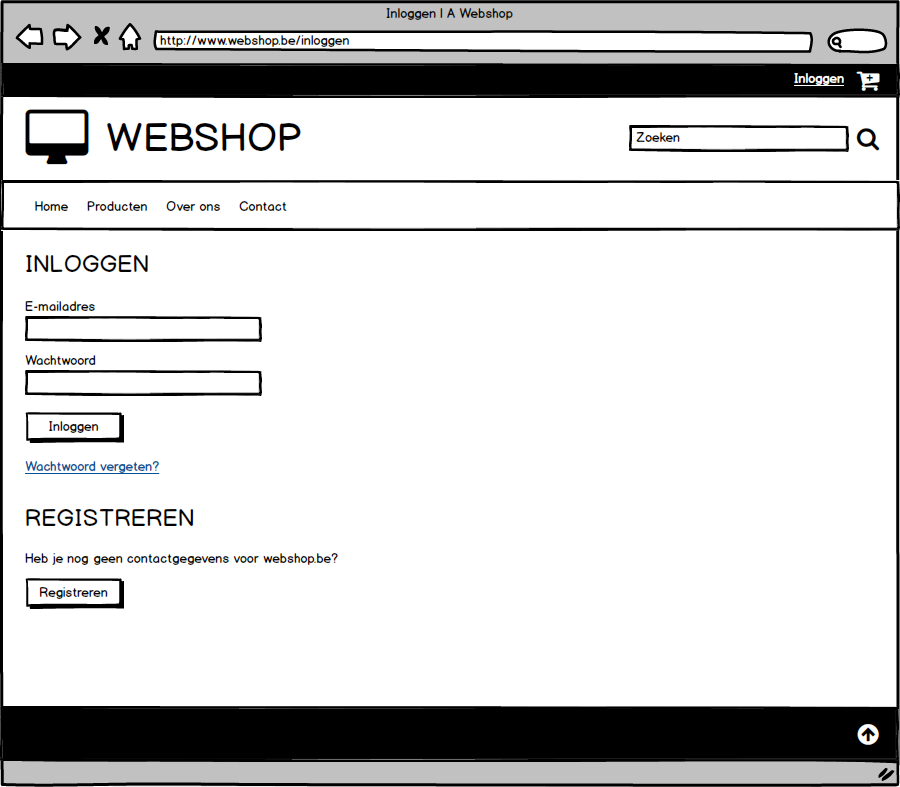 Inloggen | A Webshop
http://www.webshop.be/inloggen
Inloggen
WEBSHOP
Zoeken
Home Producten Over ons Contact
INLOGGEN
E-mailadres
Wachtwoord
Inloggen
Wachtwoord vergeten?
REGISTREREN
Heb je nog geen contactgegevens voor webshop.be?
Registreren